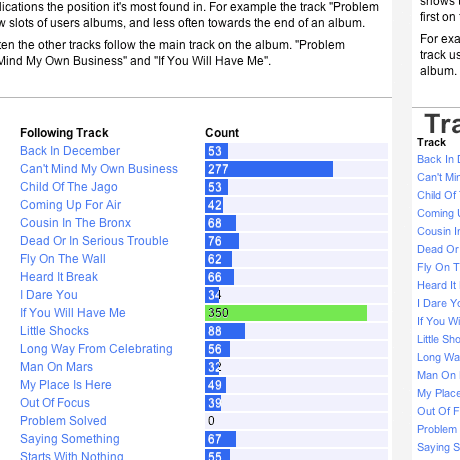 lications the position it's most found in. For example the track "Problem
w slots of users albums, and less often towards the end of an album.
ten the other tracks follow the main track on the album. "Problem
Mind My Own Business" and "If You Will Have Me".
Following Track Count
Back In December 53
Can't Mind My Own Business 277
Child Of The Jago 53
Coming Up For Air 42
Cousin In The Bronx 68
Dead Or In Serious Trouble 76
Fly On The Wall 62
Heard It Break 66
I Dare You 34
If You Will Have Me 350
Little Shocks 88
Long Way From Celebrating 56
Man On Mars 32
My Place Is Here 49
Out Of Focus 39
Problem Solved 0
Saying Something 67
Starts With Nothing 55
shows t
first on
For exa
track us
album.
Tra
Track
Back In D
Can't Min
Child Of
Coming U
Cousin In
Dead Or
Fly On T
Heard It
I Dare Yo
If You Wi
Little Sho
Long Wa
Man On
My Place
Out Of F
Problem
Saying S